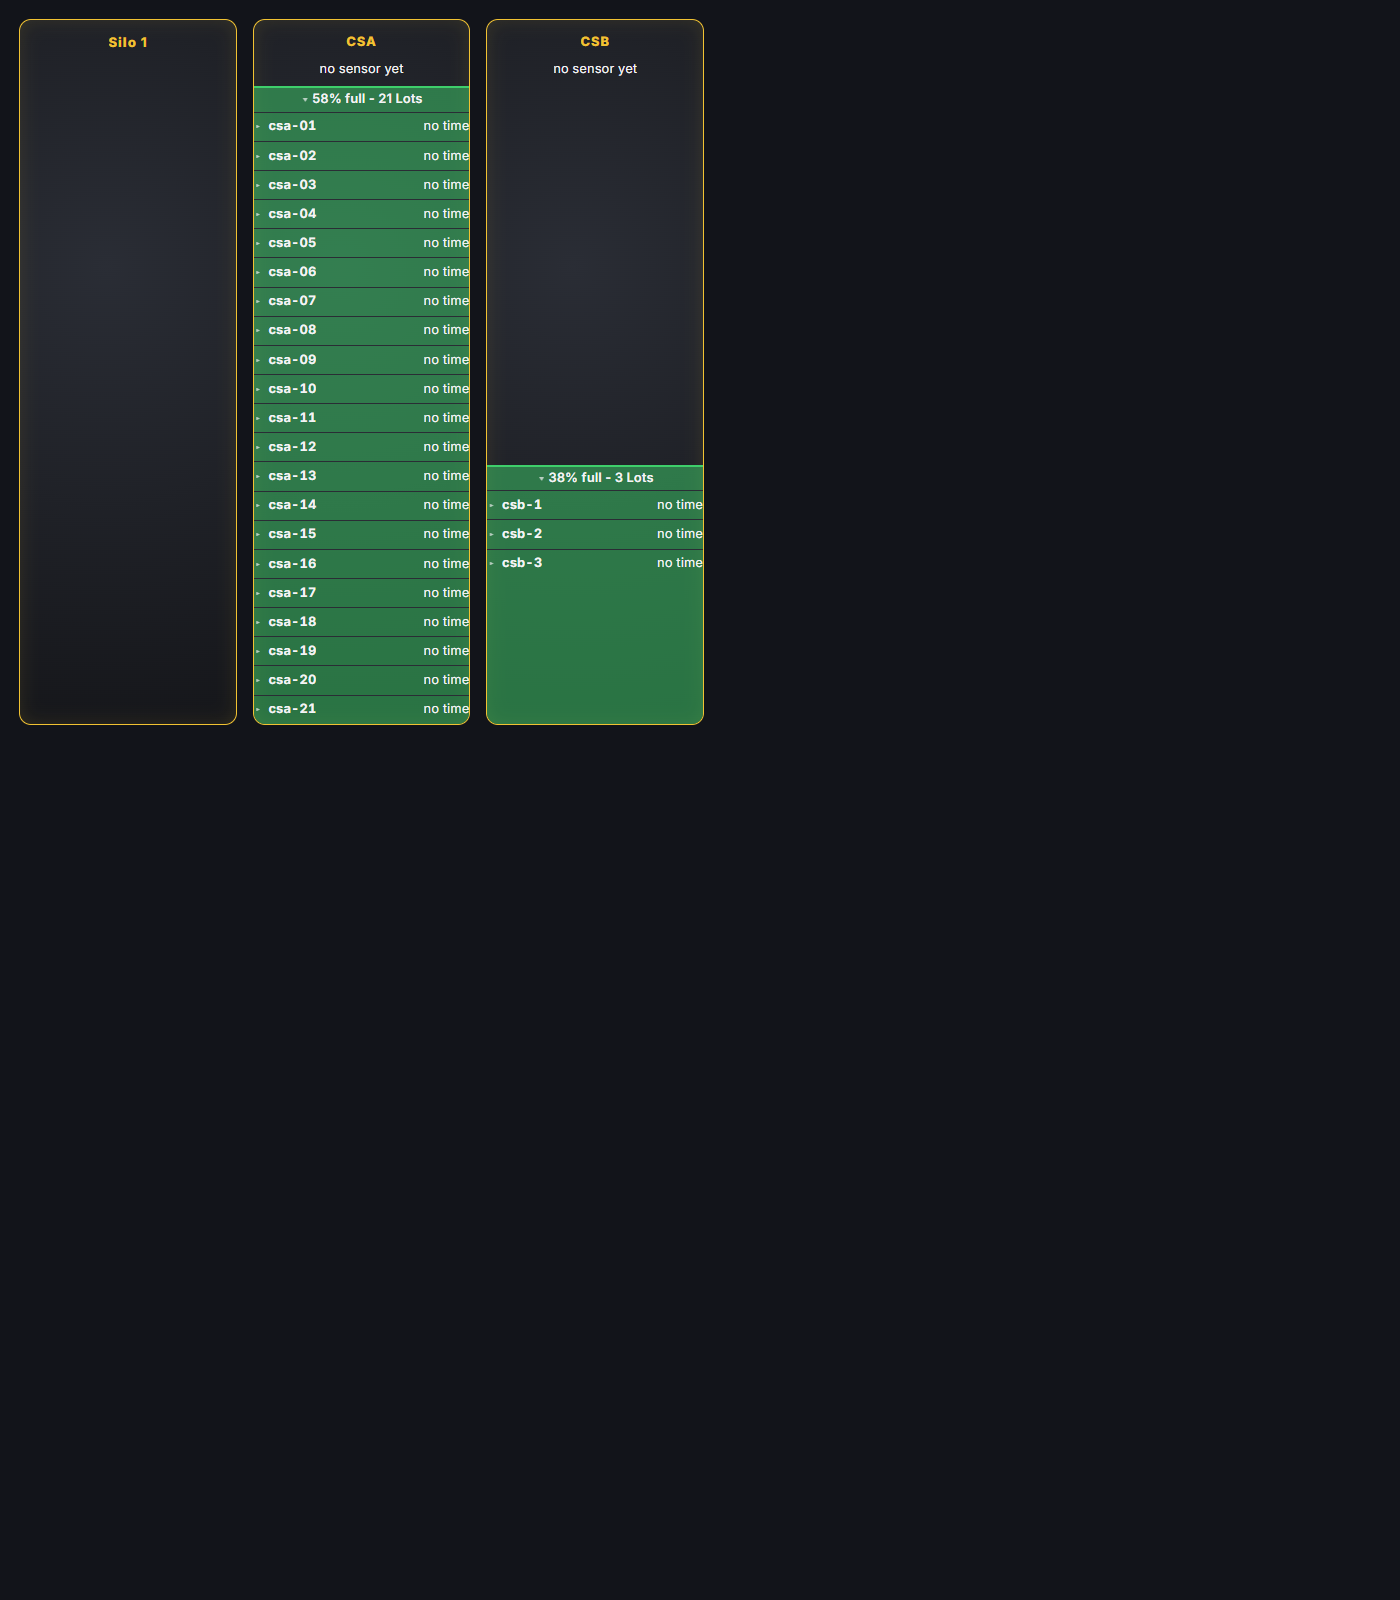 Silo 1
CSA
no sensor yet
58% full - 21 Lots
csa-01 no time
csa-02 no time
csa-03 no time
csa-04 no time
csa-05 no time
csa-06 no time
csa-07 no time
csa-08 no time
csa-09 no time
csa-10 no time
csa-11 no time
csa-12 no time
csa-13 no time
csa-14 no time
csa-15 no time
csa-16 no time
csa-17 no time
csa-18 no time
csa-19 no time
csa-20 no time
csa-21 no time
CSB
no sensor yet
38% full - 3 Lots
csb-1 no time
csb-2 no time
csb-3 no time